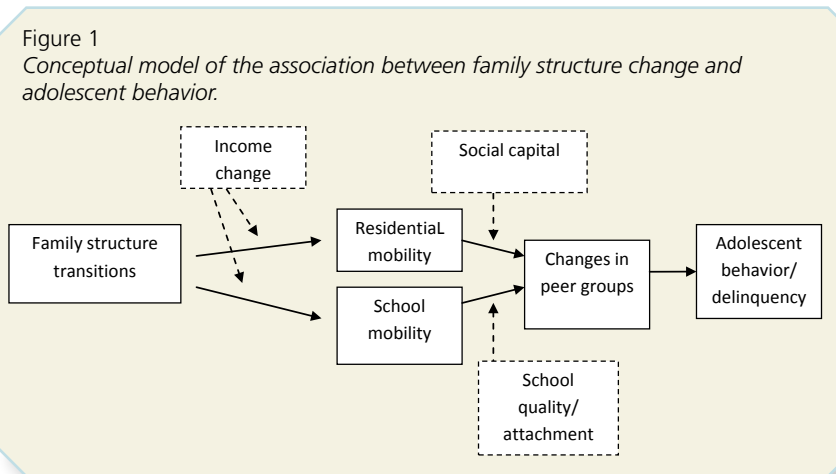 Figure 1
Conceptual model of the association between family structure change and
adolescent behavior.
Income
change
Social capital
Family structure
transitions
ResidentiaL
mobility
School
mobility
Changes in
peer groups
Adolescent
behavior/
delinquency
School
quality/
attachment